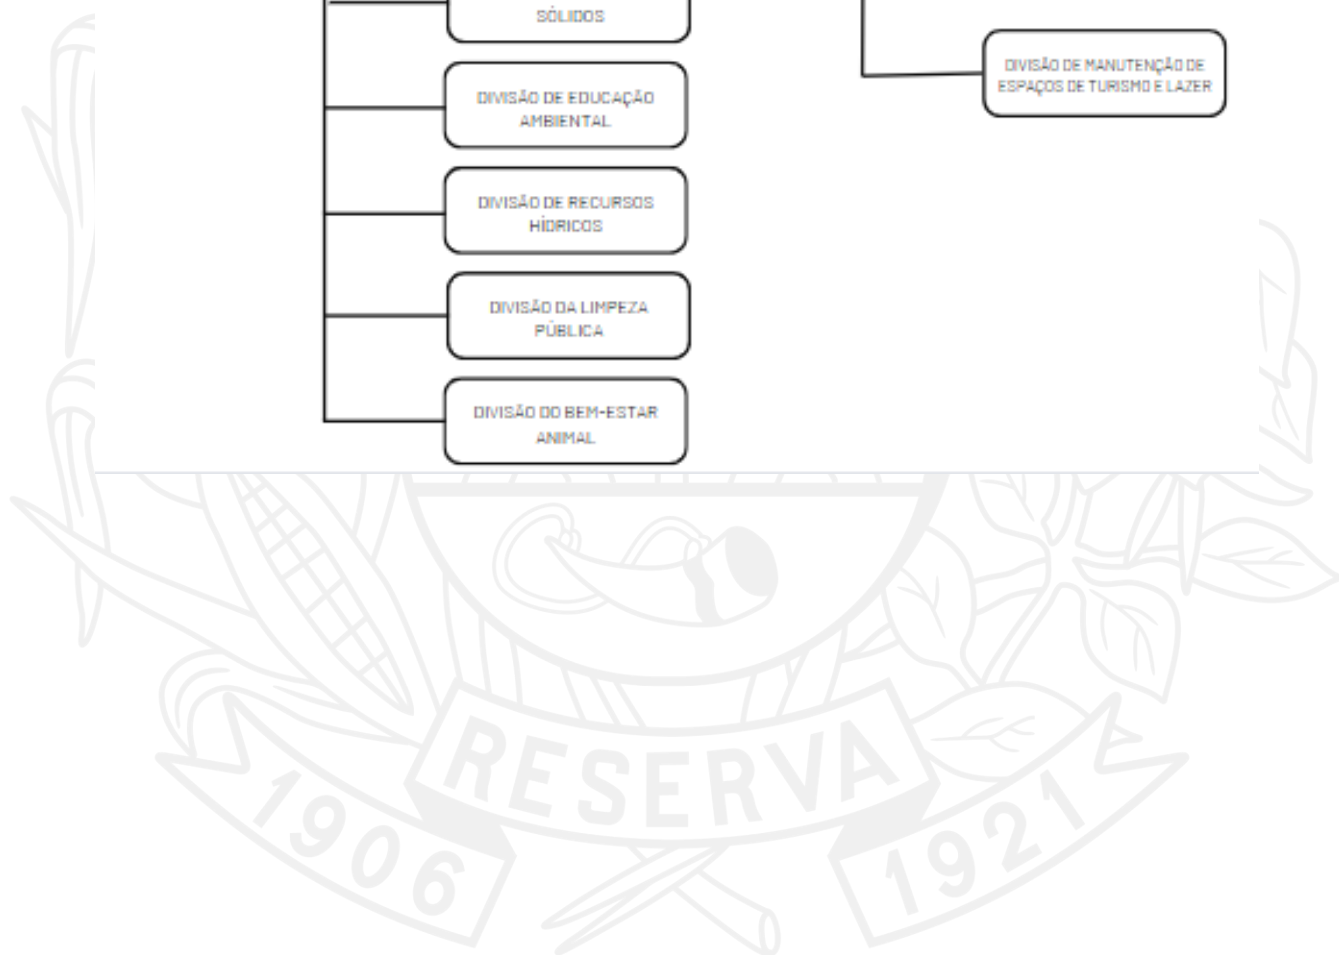 SÓLIDOS
DIVISÃO DE EDUCAÇÃO
AMBIENTAL
DIVISÃO DE RECURSOS
HÍDRICOS
DIVISÃO DA LIMPEZA
PÚBLICA
DIVISÃO DO BEM-ESTAR
ANIMAL
DIVISÃO DE MANUTENÇÃO DE
ESPAÇOS DE TURISMO E LAZER
RESERVA
1906
1921